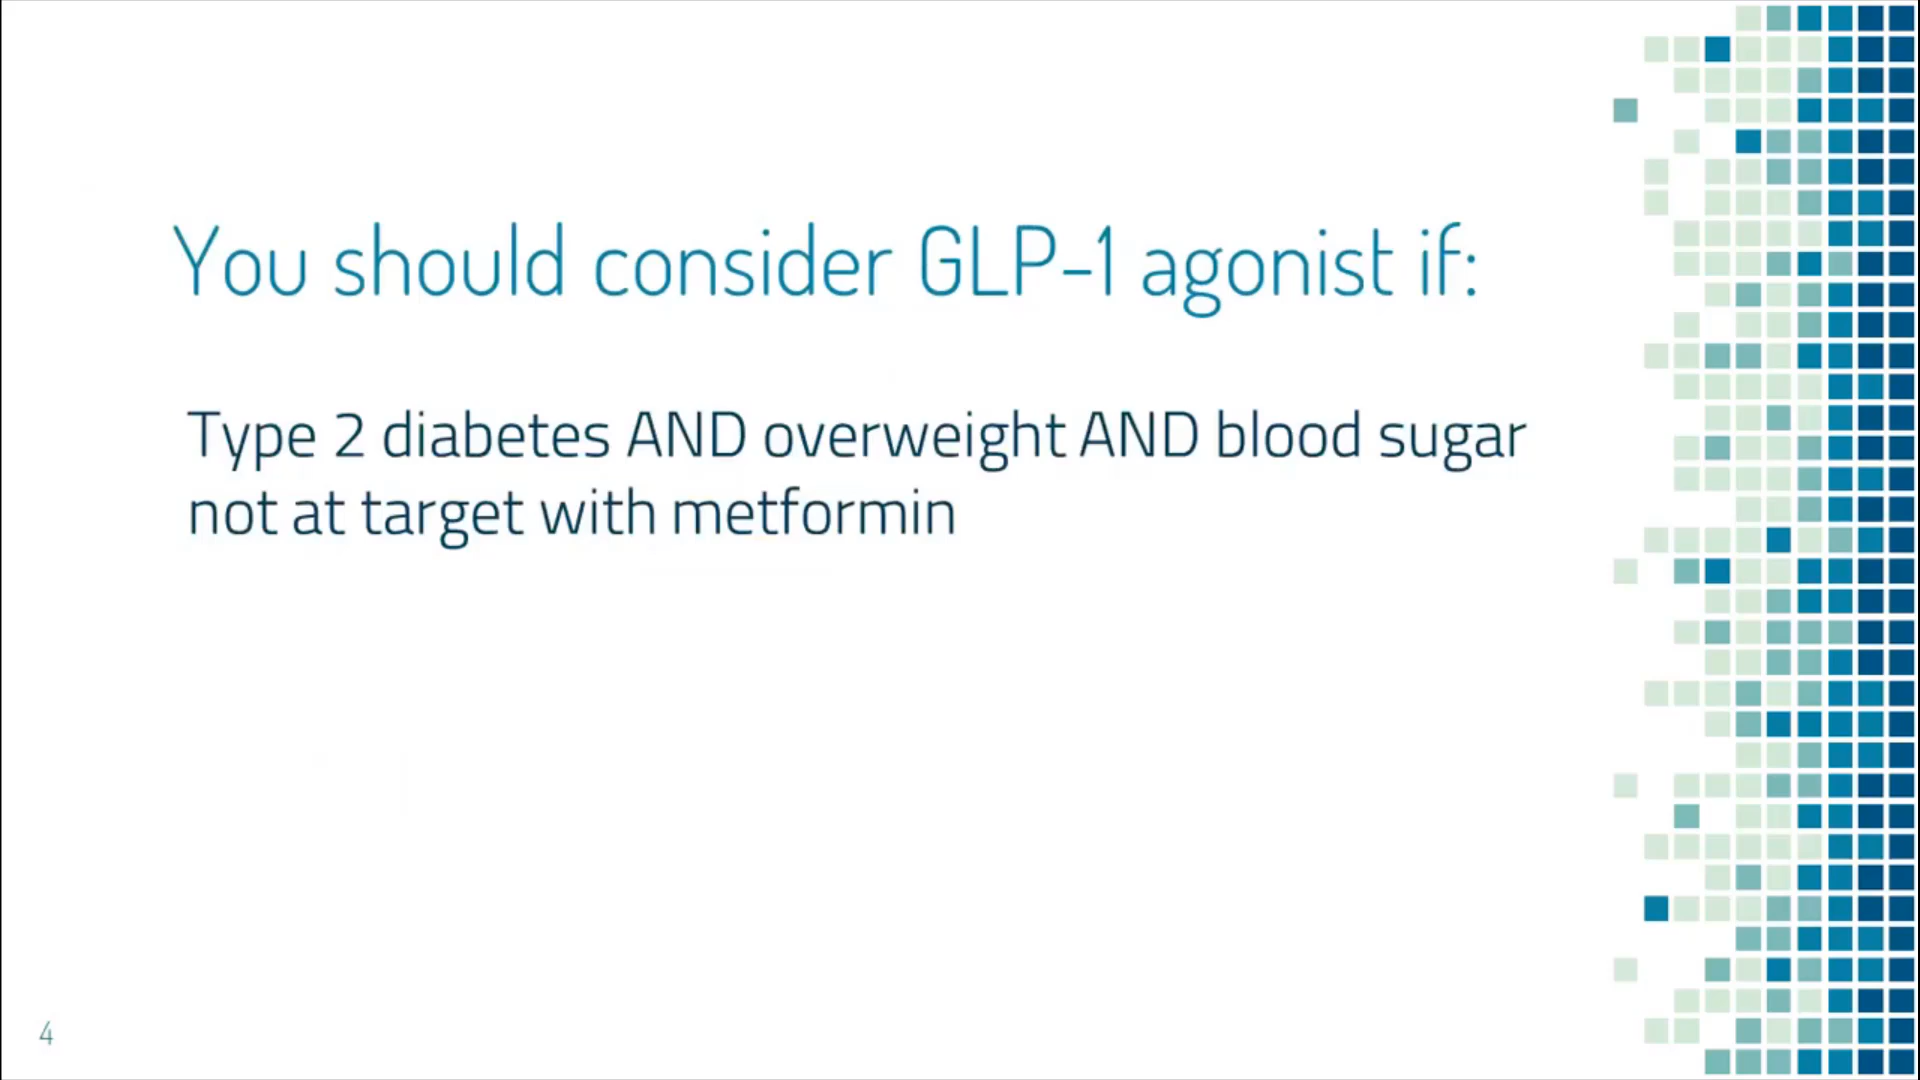 You should consider GLP-1 agonist if:
Type 2 diabetes AND overweight AND blood sugar
not at target with metformin
4